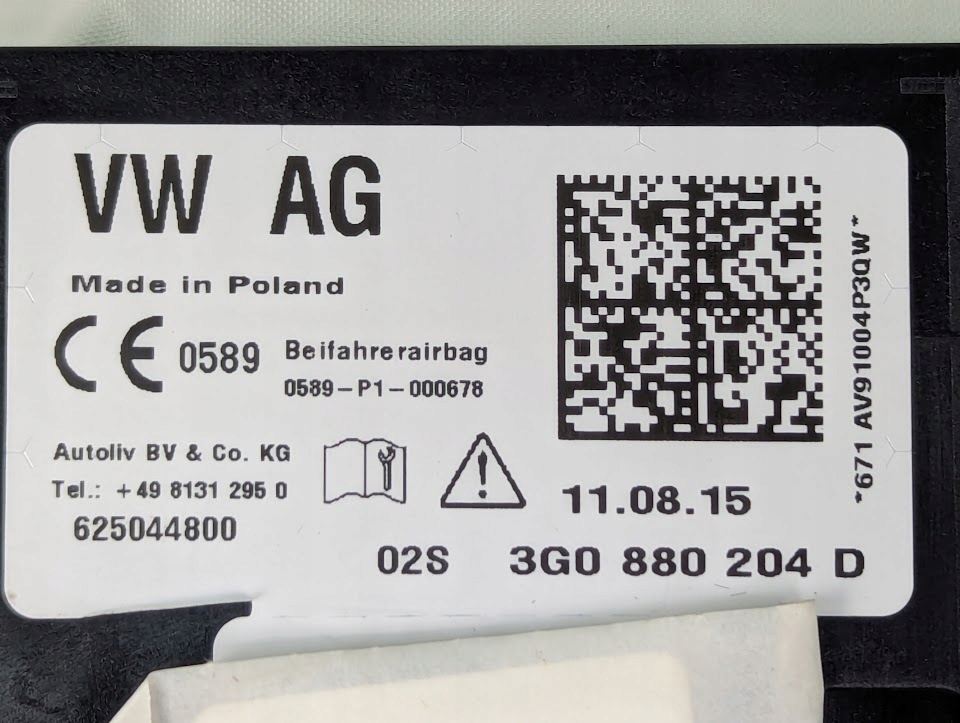 VW AG
Made in Poland
CE 0589 Beifahrerairbag
0589-P1-000678
Autoliv BV & Co. KG
Tel.: +49 8131 295 0
625044800
11.08.15
02S 3G0 880 204 D
*671 AV91004P3QW*